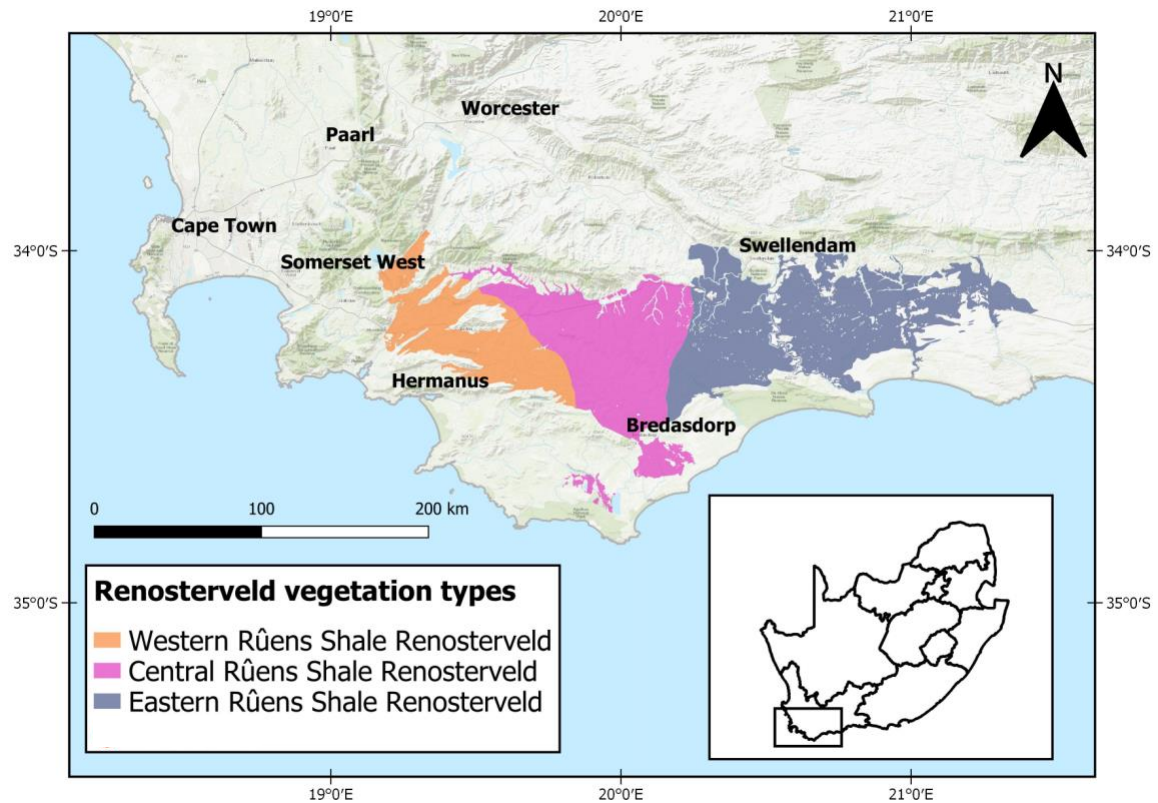 19°0'E
20°0'E
21°0'E
N
Worcester
Paarl
Cape Town
34°0'S
Swellendam
34°0'S
Somerset West
Hermanus
Bredasdorp
0 100 200 km
Renosterveld vegetation types
35°0'S
35°0'S
Western Rûens Shale Renosterveld
Central Rûens Shale Renosterveld
Eastern Rûens Shale Renosterveld
19°0'E
20°0'E
21°0'E